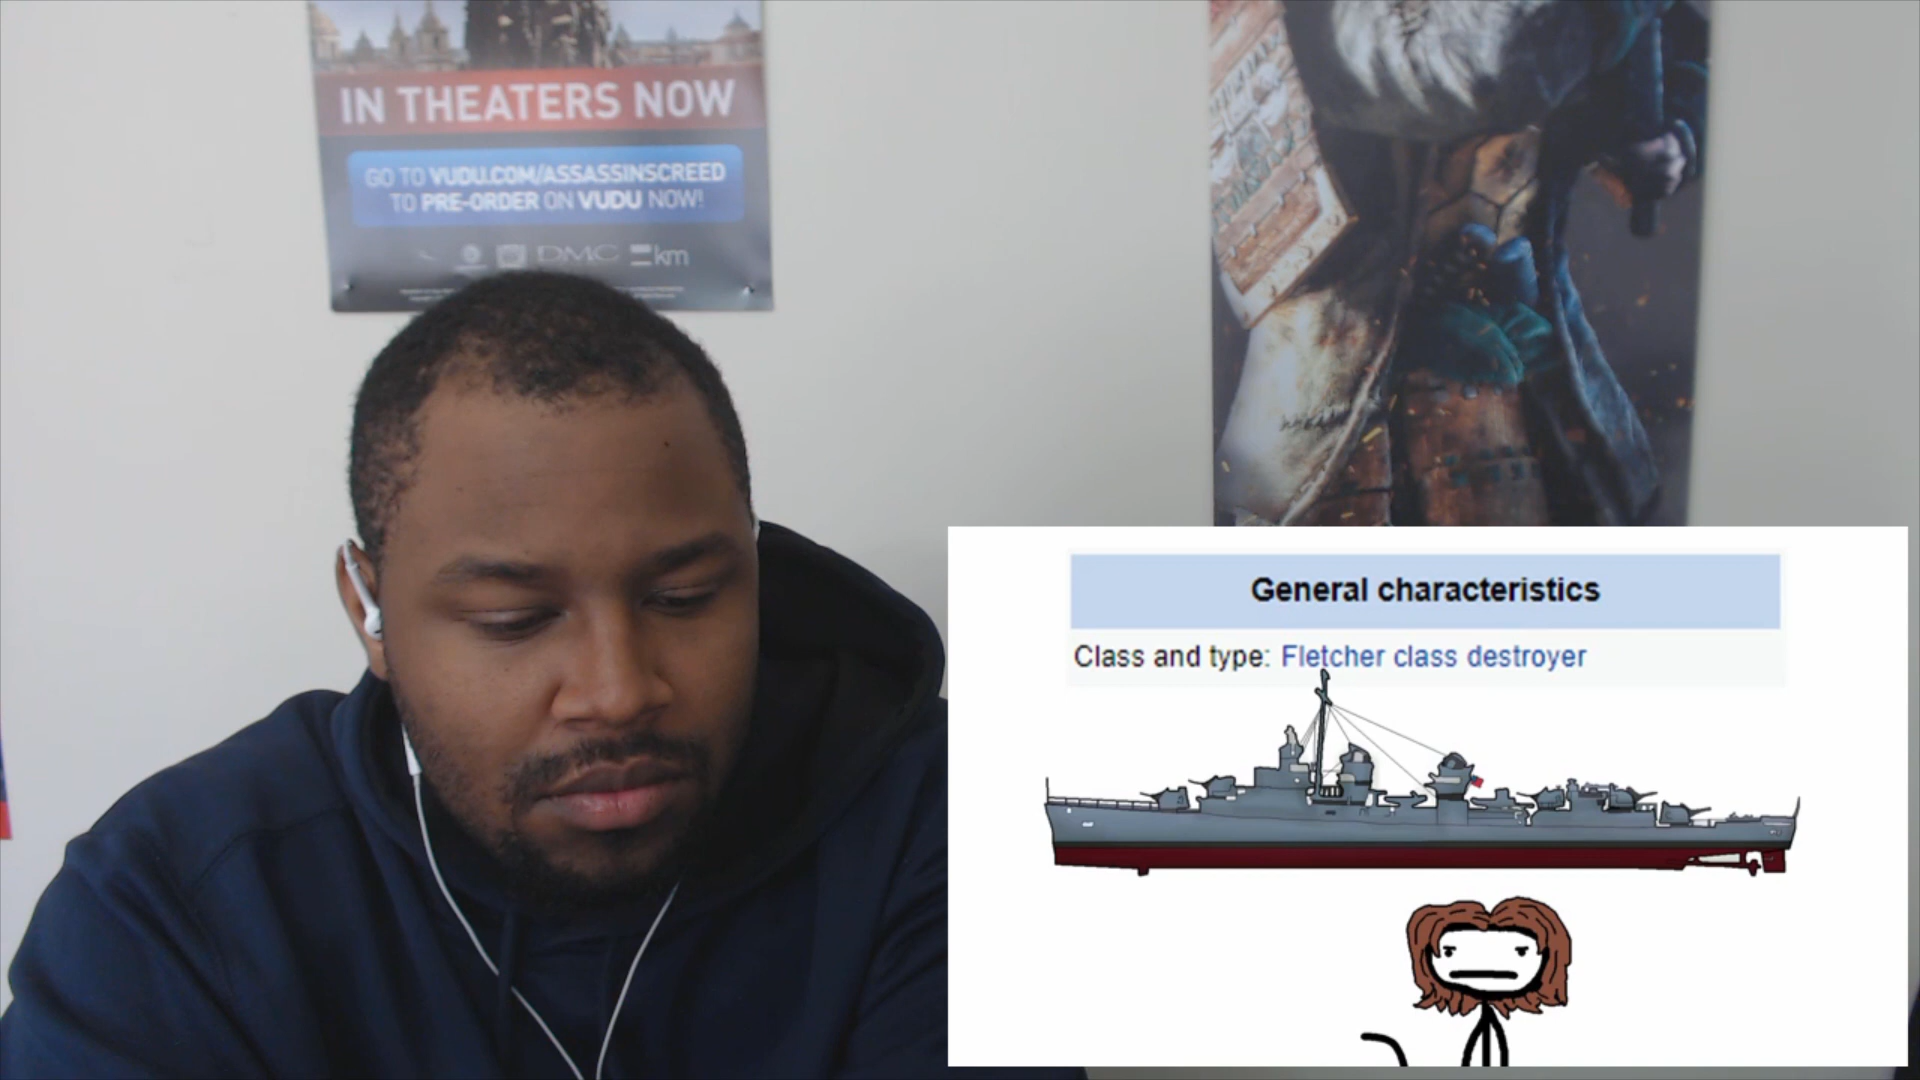 IN THEATERS NOW
GO TO VUDU.COM/ASSASSINSCREED
TO PRE-ORDER ON VUDU NOW!
DMC km
General characteristics
Class and type: Fletcher class destroyer